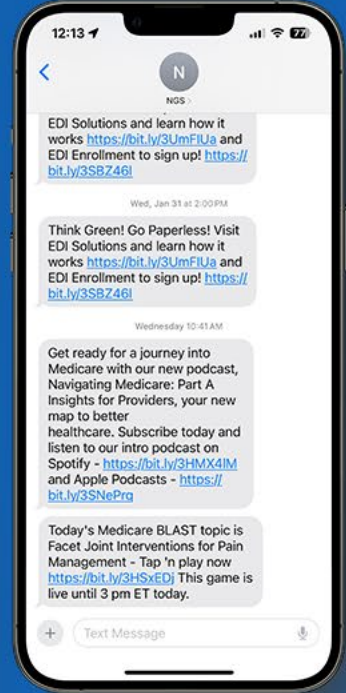 12:13
77
N
NGS
EDI Solutions and learn how it
works https://bit.ly/3UmFlUa and
EDI Enrollment to sign up! https://
bit.ly/3SBZ46l
Wed, Jan 31 at 2:00 PM
Think Green! Go Paperless! Visit
EDI Solutions and learn how it
works https://bit.ly/3UmFlUa and
EDI Enrollment to sign up! https://
bit.ly/3SBZ46l
Wednesday 10:41 AM
Get ready for a journey into
Medicare with our new podcast,
Navigating Medicare: Part A
Insights for Providers, your new
map to better
healthcare. Subscribe today and
listen to our intro podcast on
Spotify - https://bit.ly/3HMX4lM
and Apple Podcasts - https://
bit.ly/3SNePrq
Today's Medicare BLAST topic is
Facet Joint Interventions for Pain
Management - Tap 'n play now
https://bit.ly/3HSxEDj This game is
live until 3 pm ET today.
Text Message